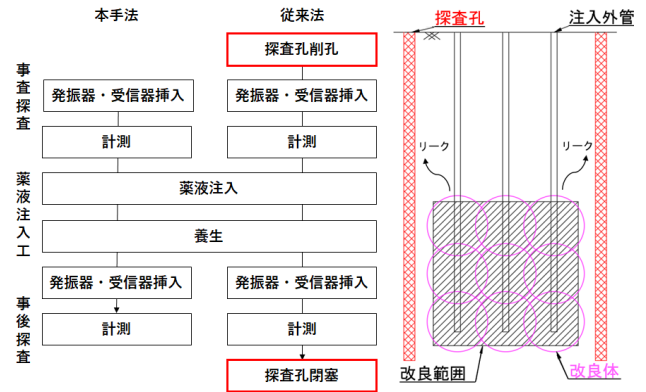 本手法
従来法
探査孔削孔
事査探査
発振器・受信器挿入
発振器・受信器挿入
計測
計測
薬液注入工
薬液注入
養生
事後探査
発振器・受信器挿入
発振器・受信器挿入
計測
計測
探査孔閉塞
探査孔
注入外管
リーク
リーク
改良範囲
改良体